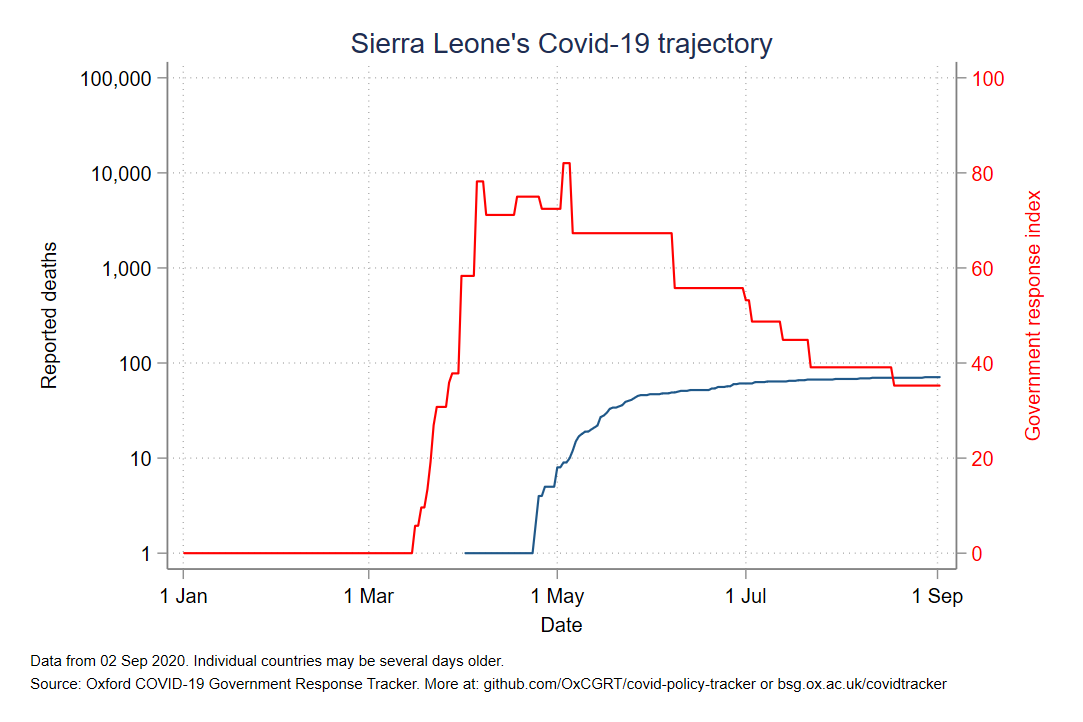 Sierra Leone's Covid-19 trajectory
100,000
10,000
1,000
100
10
1
Reported deaths
100
80
60
40
20
0
Government response index
1 Jan
1 Mar
1 May
1 Jul
1 Sep
Date
Data from 02 Sep 2020. Individual countries may be several days older.
Source: Oxford COVID-19 Government Response Tracker. More at: github.com/OxCGRT/covid-policy-tracker or bsg.ox.ac.uk/covidtracker